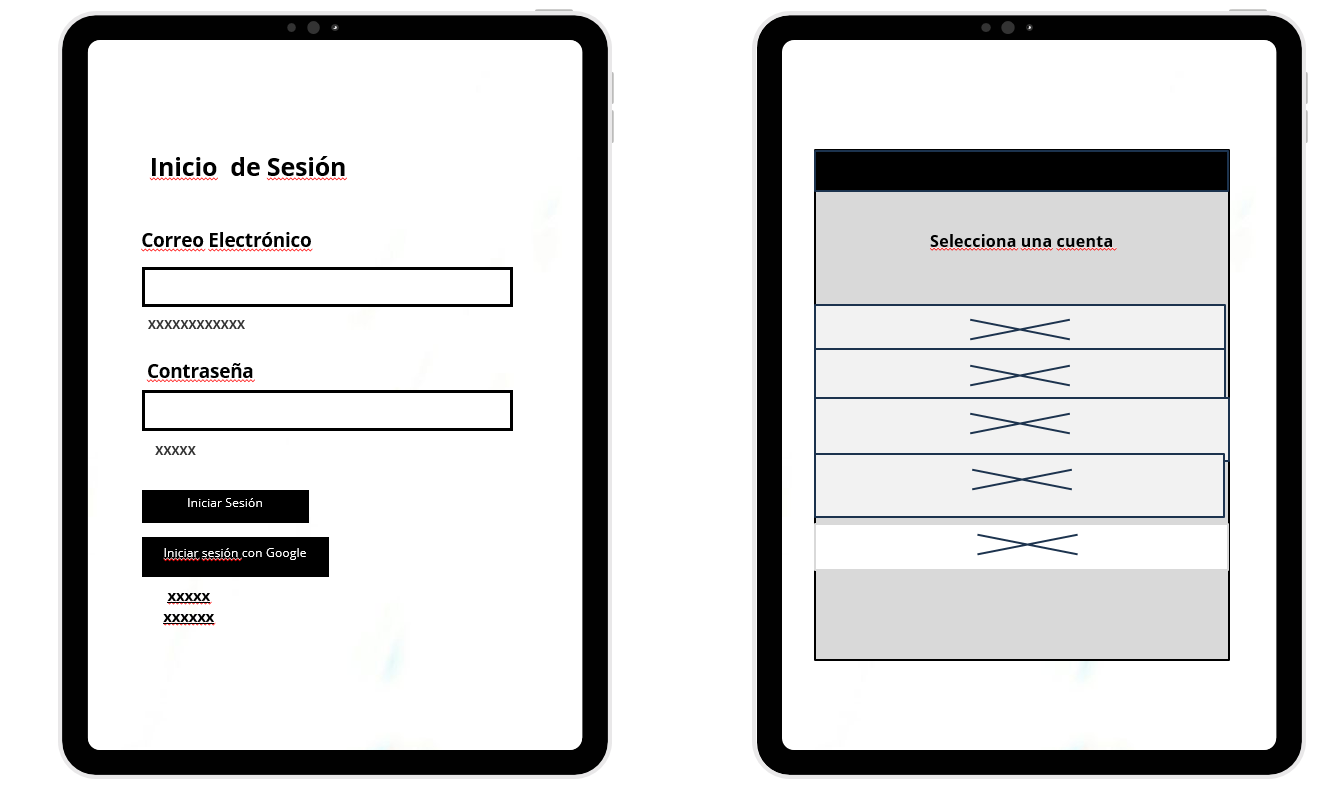 Inicio de Sesión
Correo Electrónico
XXXXXXXXXXXX
Contraseña
XXXXX
Iniciar Sesión
Iniciar sesión con Google
xxxxx
xxxxxx
Selecciona una cuenta